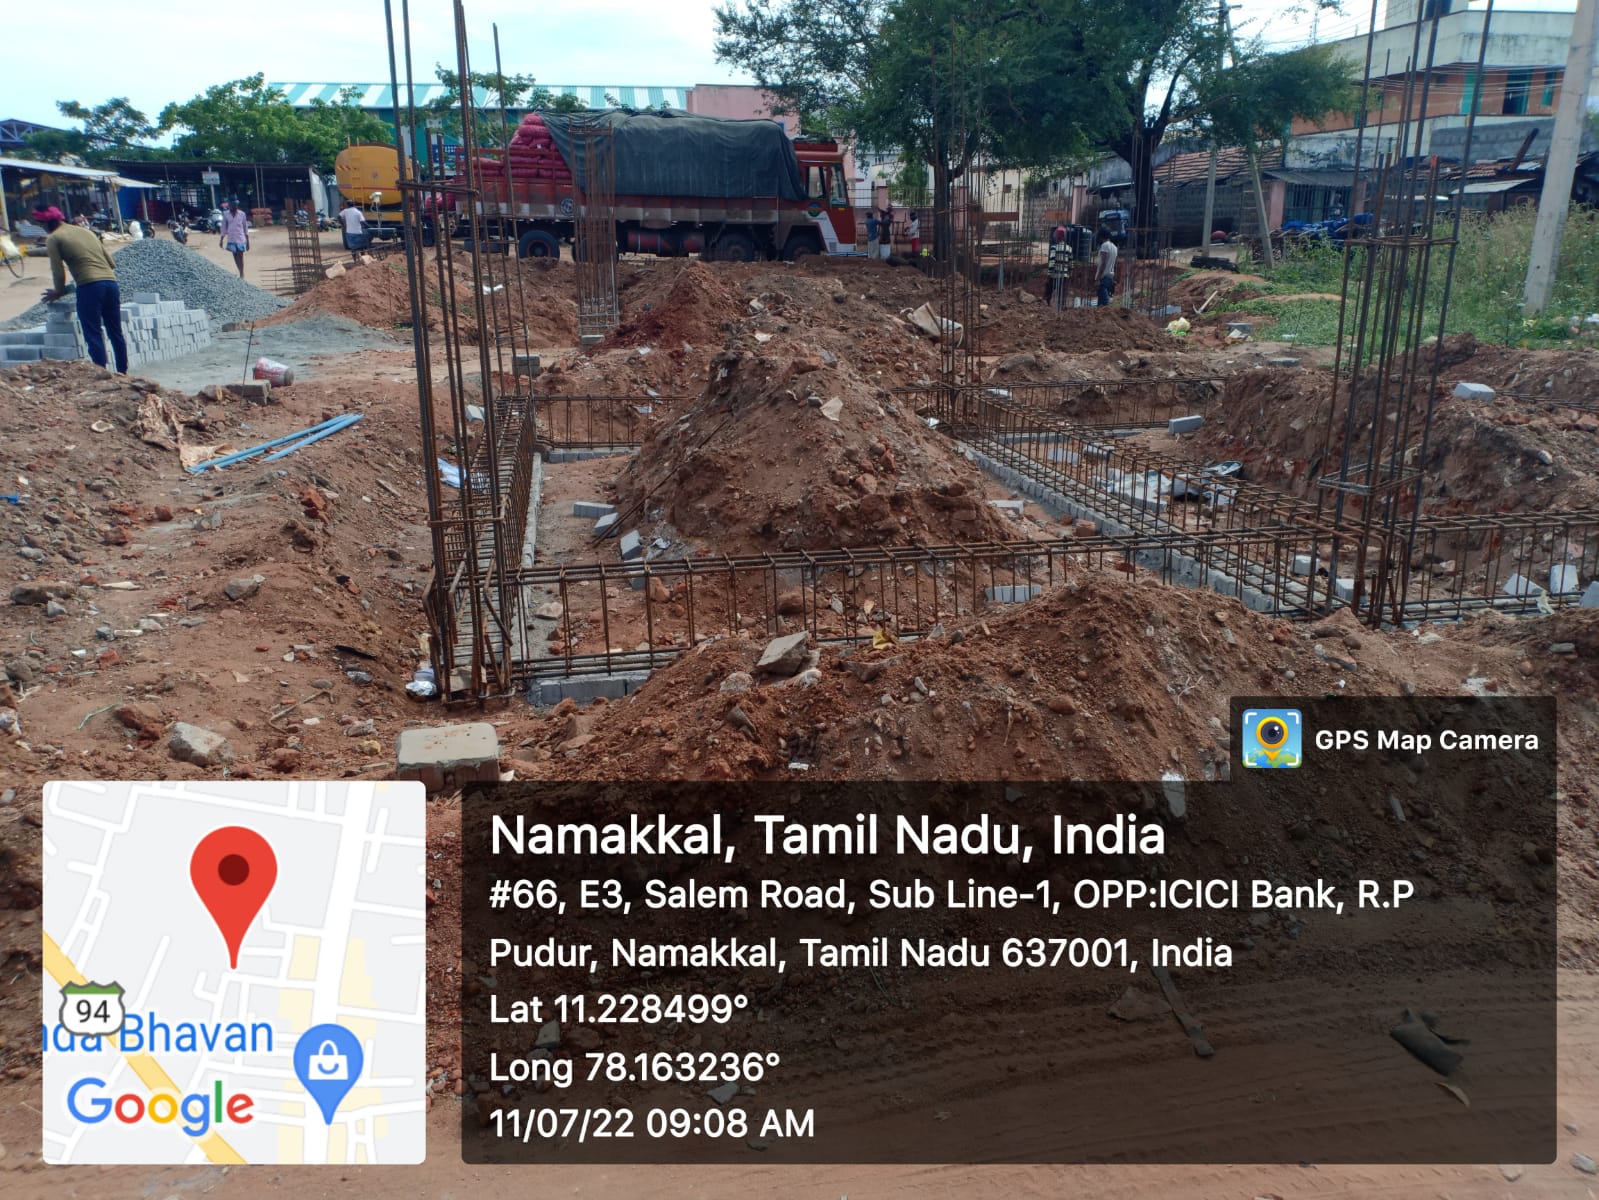 GPS Map Camera
Namakkal, Tamil Nadu, India
#66, E3, Salem Road, Sub Line-1, OPP:ICICI Bank, R.P
Pudur, Namakkal, Tamil Nadu 637001, India
Lat 11.228499°
Long 78.163236°
11/07/22 09:08 AM
94
Bhavan
Google